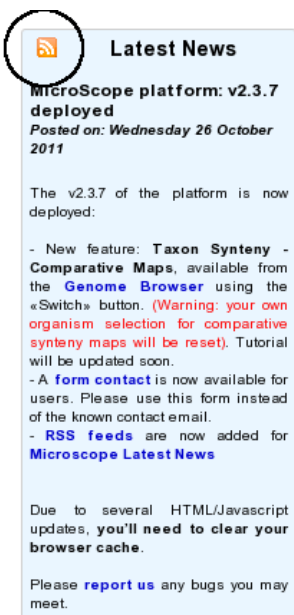 Latest News
MicroScope platform: v2.3.7
deployed
Posted on: Wednesday 26 October
2011
The v2.3.7 of the platform is now
deployed:
- New feature: Taxon Synteny -
Comparative Maps, available from
the Genome Browser using the
«Switch» button. (Warning: your own
organism selection for comparative
synteny maps will be reset). Tutorial
will be updated soon.
- A form contact is now available for
users. Please use this form instead
of the known contact email.
- RSS feeds are now added for
Microscope Latest News
Due to several HTML/Javascript
updates, you'll need to clear your
browser cache.
Please report us any bugs you may
meet.